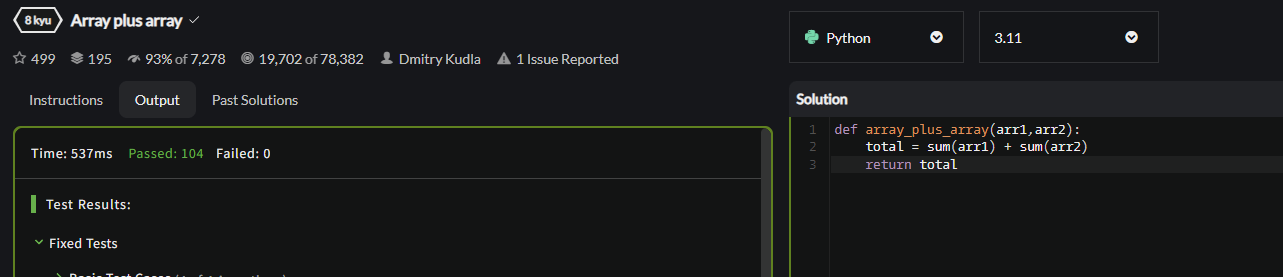 8 kyu Array plus array
499 195 93% of 7,278 19,702 of 78,382 Dmitry Kudla 1 Issue Reported
Instructions Output Past Solutions
Time: 537ms Passed: 104 Failed: 0
Test Results:
Fixed Tests
Python 3.11
Solution
1 def array_plus_array(arr1,arr2):
2 total = sum(arr1) + sum(arr2)
3 return total